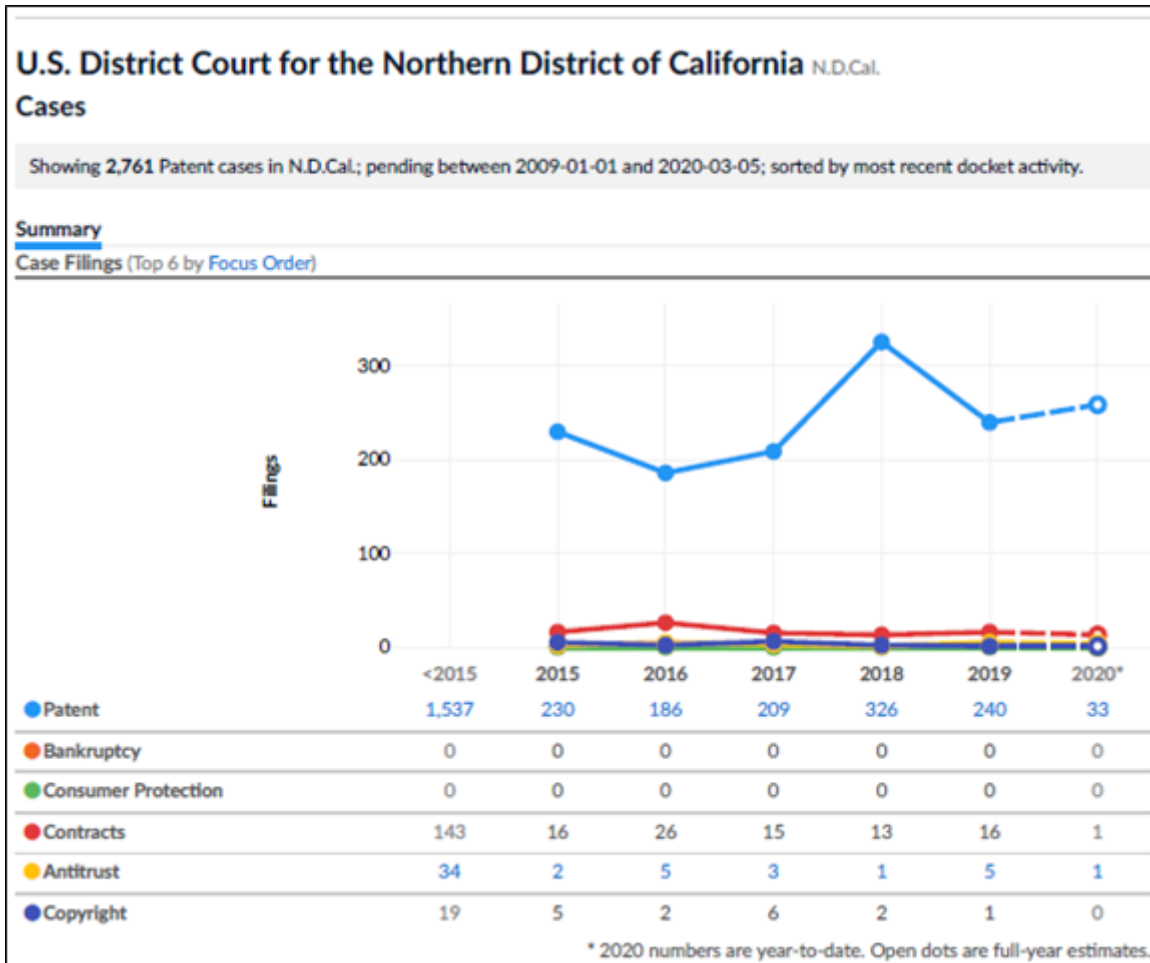 U.S. District Court for the Northern District of California N.D.Cal.
Cases
Showing 2,761 Patent cases in N.D.Cal.; pending between 2009-01-01 and 2020-03-05; sorted by most recent docket activity.
Summary
Case Filings (Top 6 by Focus Order)
Filings
300
200
100
0
<2015 2015 2016 2017 2018 2019 2020*
Patent 1,537 230 186 209 326 240 33
Bankruptcy 0 0 0 0 0 0 0
Consumer Protection 0 0 0 0 0 0 0
Contracts 143 16 26 15 13 16 1
Antitrust 34 2 5 3 1 5 1
Copyright 19 5 2 6 2 1 0
* 2020 numbers are year-to-date. Open dots are full-year estimates.